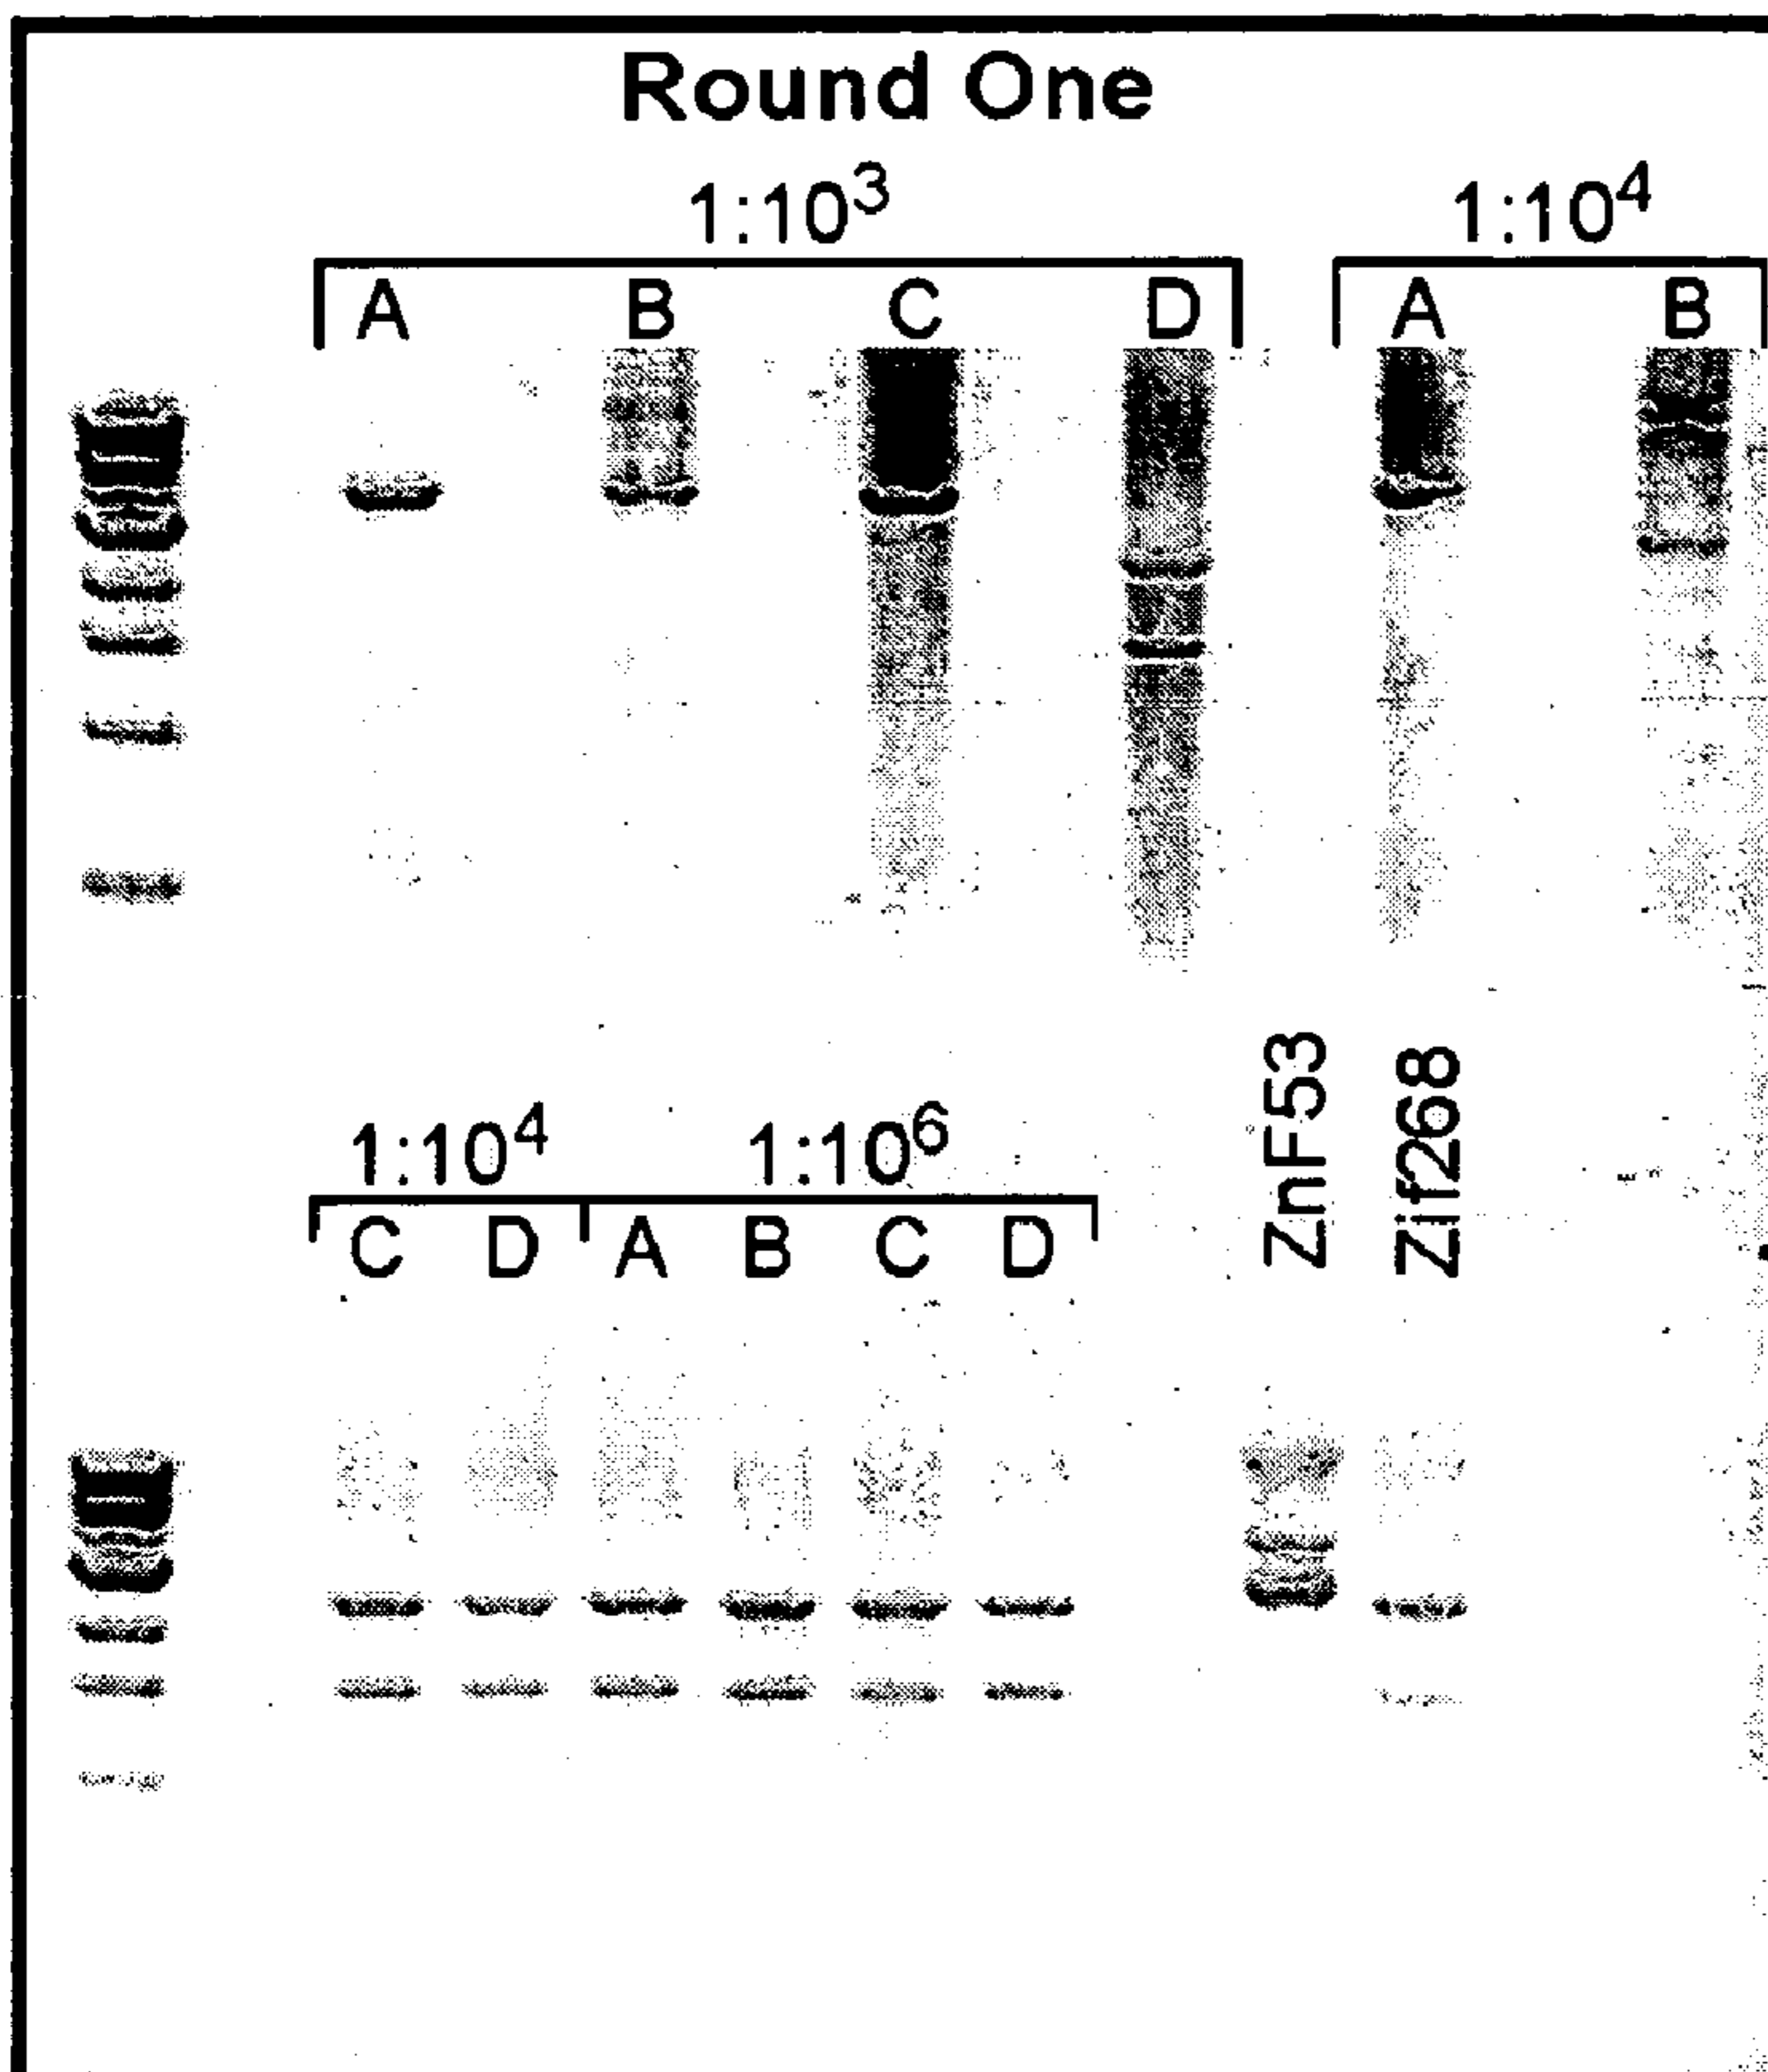 Round One
1:10³ 1:10⁴
A B C D A B
1:10⁴ 1:10⁶ ZnF53 Zif268
C D A B C D